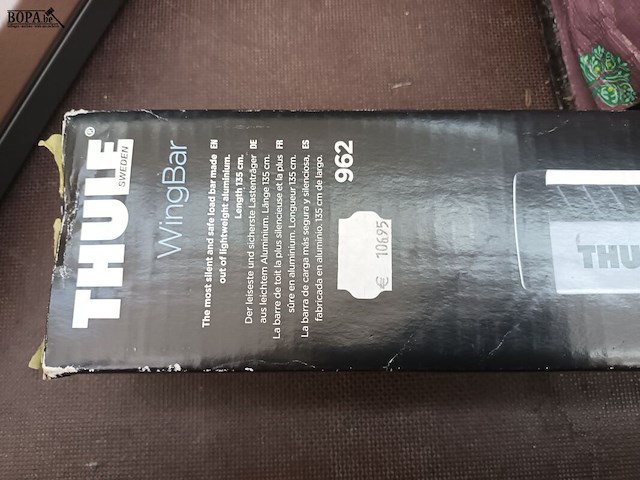 BOPA.be
THULE®
SWEDEN
WingBar
The most silent and safe load bar made EN
out of lightweight aluminium.
Length 135 cm.
Der leiseste und sicherste Lastenträger DE
aus leichtem Aluminium. Länge 135 cm.
La barre de toit la plus silencieuse et la plus FR
sûre en aluminium. Longueur 135 cm.
La barra de carga más segura y silenciosa, ES
fabricada en aluminio. 135 cm de largo.
962
€ 106.95
THU